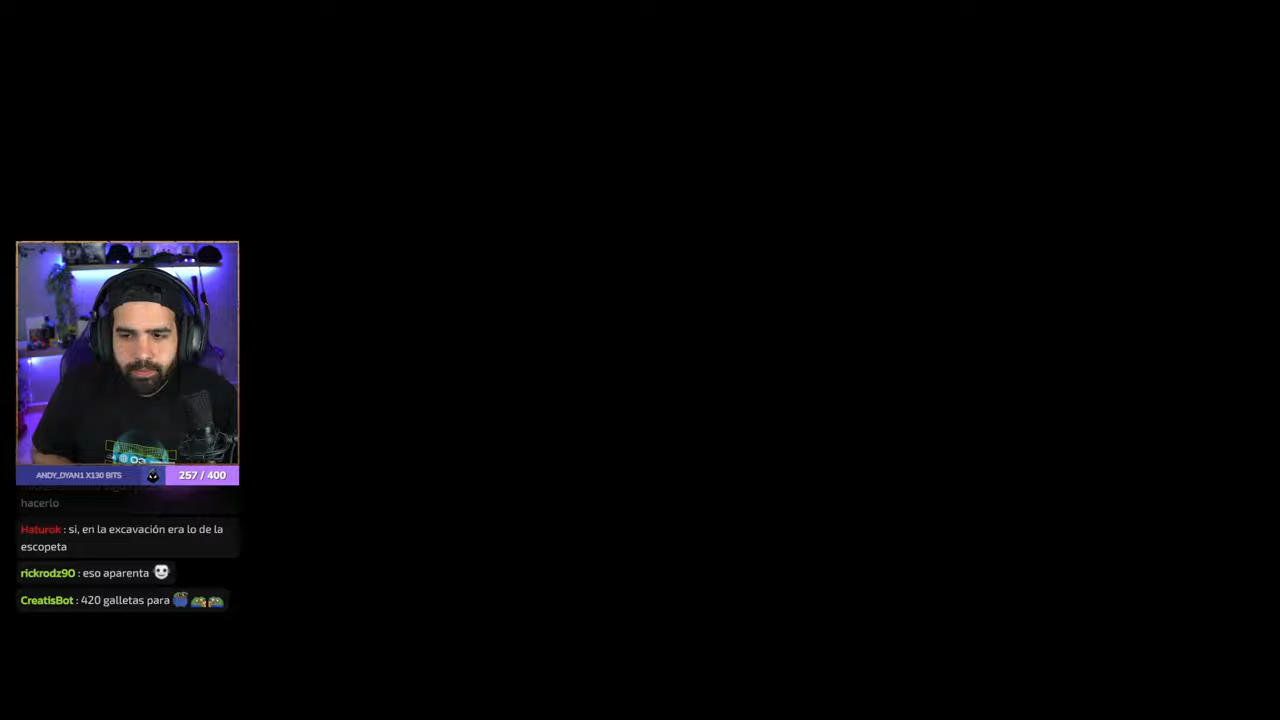 ANDY_DYAN1 X130 BITS
257 / 400
hacerlo
Haturok : si, en la excavación era lo de la
escopeta
rickrodz90 : eso aparenta
CreatisBot : 420 galletas para